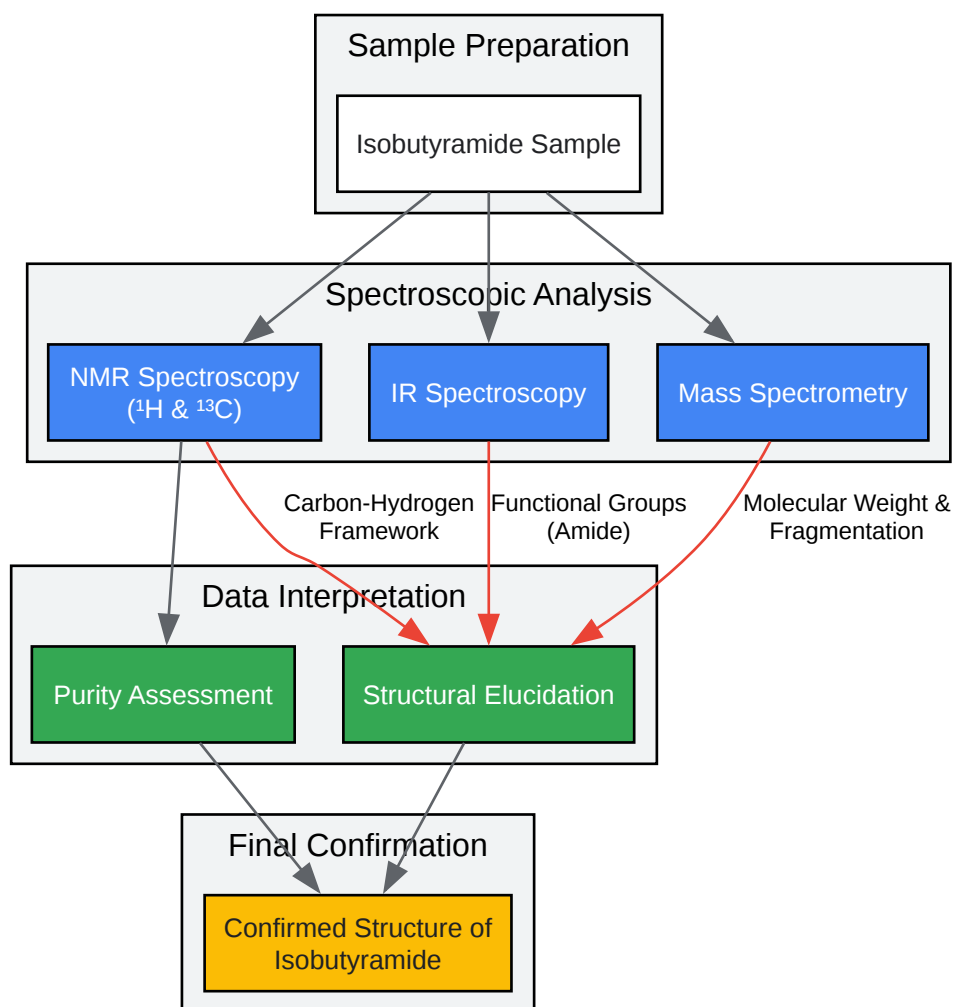 Sample Preparation
Isobutyramide Sample
Spectroscopic Analysis
NMR Spectroscopy
(¹H & ¹³C)
IR Spectroscopy
Mass Spectrometry
Carbon-Hydrogen
Framework
Functional Groups
(Amide)
Molecular Weight &
Fragmentation
Data Interpretation
Purity Assessment
Structural Elucidation
Final Confirmation
Confirmed Structure of
Isobutyramide